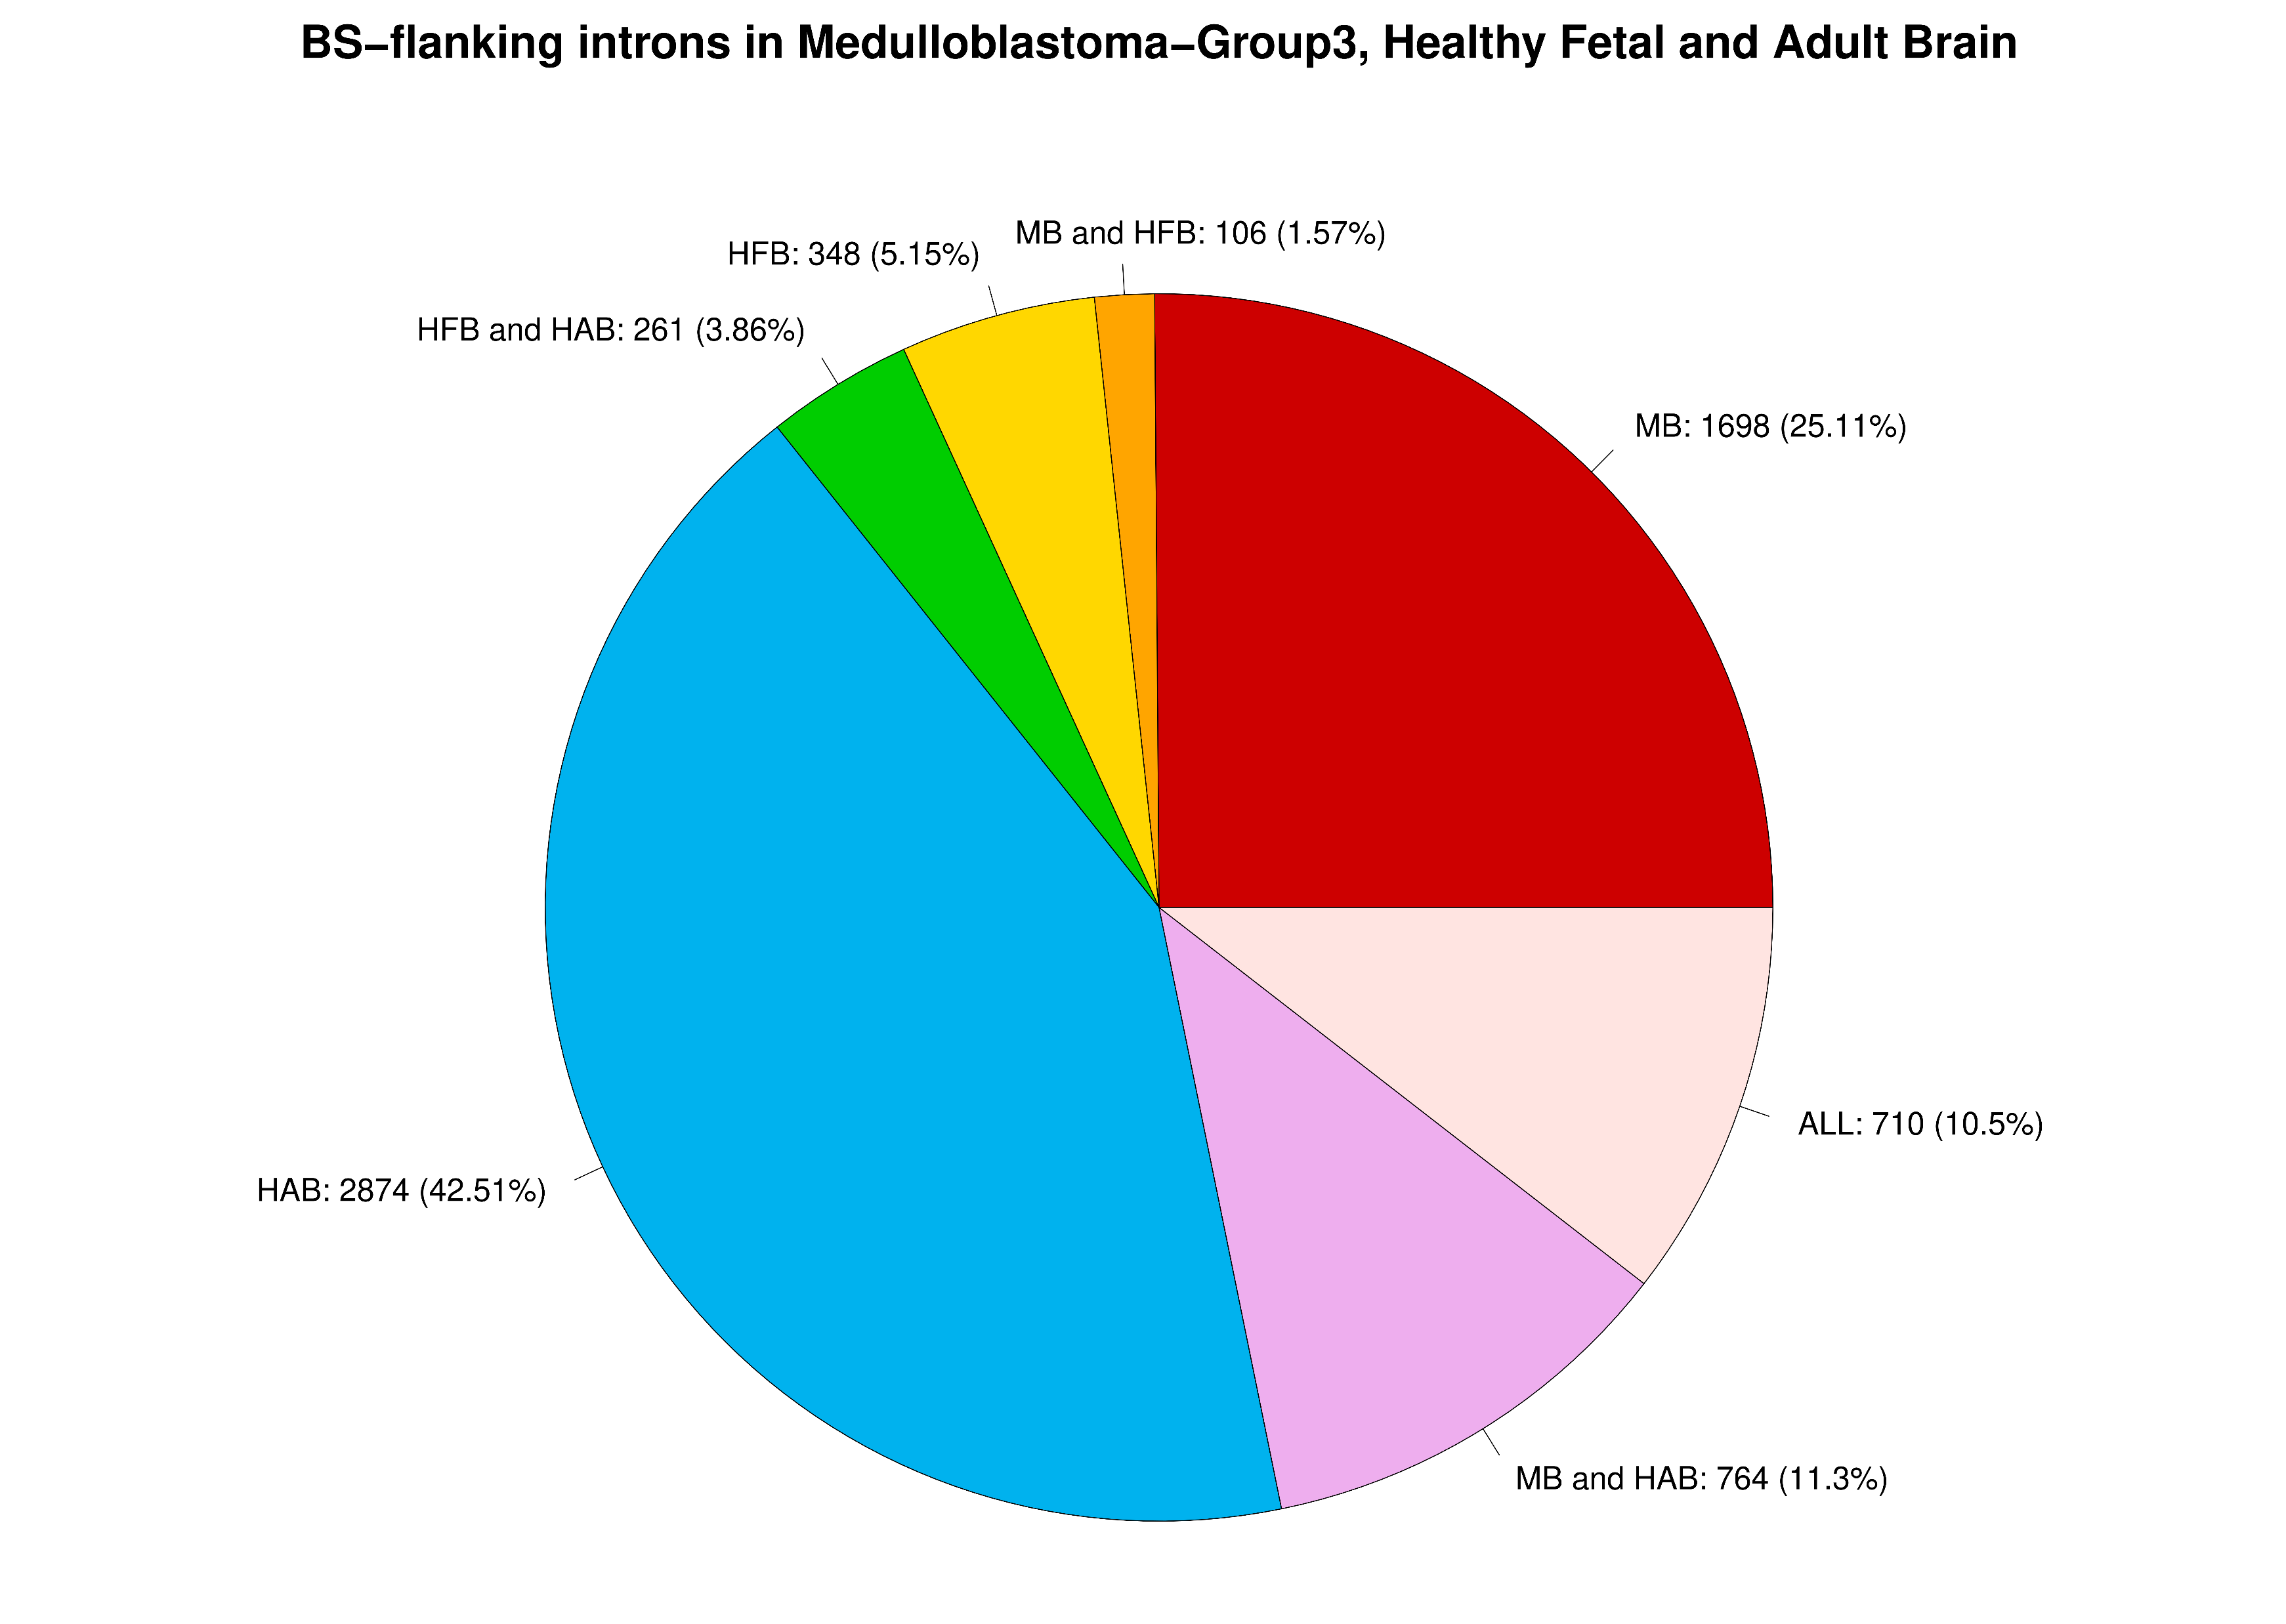 BS−flanking introns in Medulloblastoma−Group3, Healthy Fetal and Adult Brain
MB and HFB: 106 (1.57%)
HFB: 348 (5.15%)
HFB and HAB: 261 (3.86%)
MB: 1698 (25.11%)
ALL: 710 (10.5%)
HAB: 2874 (42.51%)
MB and HAB: 764 (11.3%)